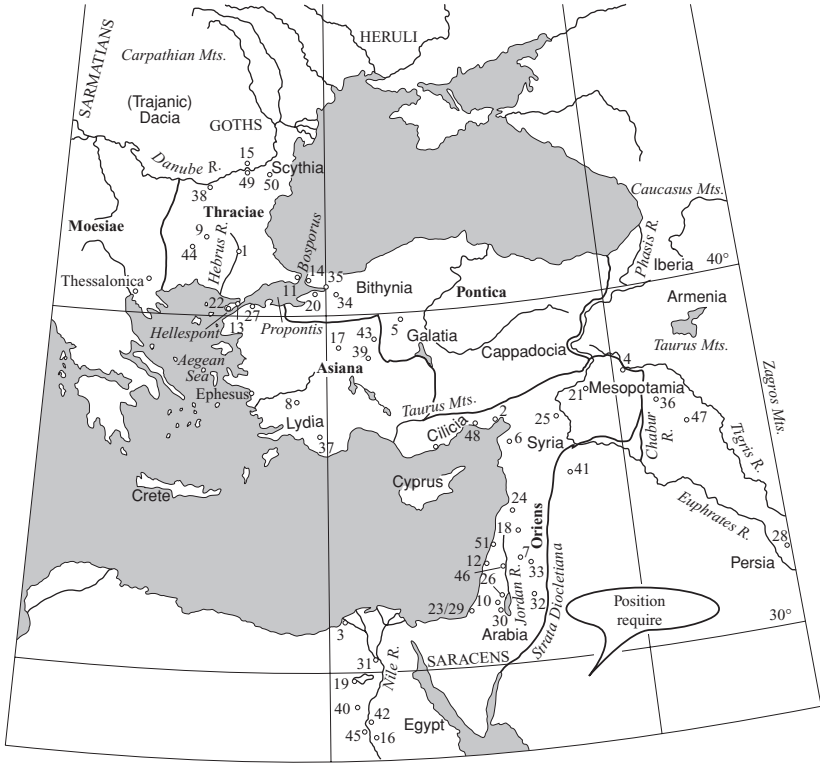 HERULI
SARMATIANS
Carpathian Mts.
(Trajanic)
Dacia
GOTHS
Danube R.
15
Scythia
49
50
38
Caucasus Mts.
Thraciae
Moesiae
9
44
Hebrus R.
1
Bosporus
Phasis R.
Iberia
40°
Thessalonica
14
35
11
Bithynia
Pontica
Armenia
22
20
34
27
Hellespont
13
Propontis
5
Galatia
17
43
39
Cappadocia
Taurus Mts.
Aegean
Sea
Asiana
4
Zagros Mts.
Ephesus
8
Lydia
Taurus Mts.
21
Mesopotamia
36
2
25
47
Cilicia
48
6
Syria
Chabur
R.
Tigris R.
37
41
Crete
Cyprus
24
Euphrates R.
18
Oriens
28
51
12
7
Persia
46
33
26
Jordan R.
Strata Diocletiana
23/29
10
32
30
Position
require
30°
3
Arabia
31
SARACENS
Nile R.
19
40
42
Egypt
45
16